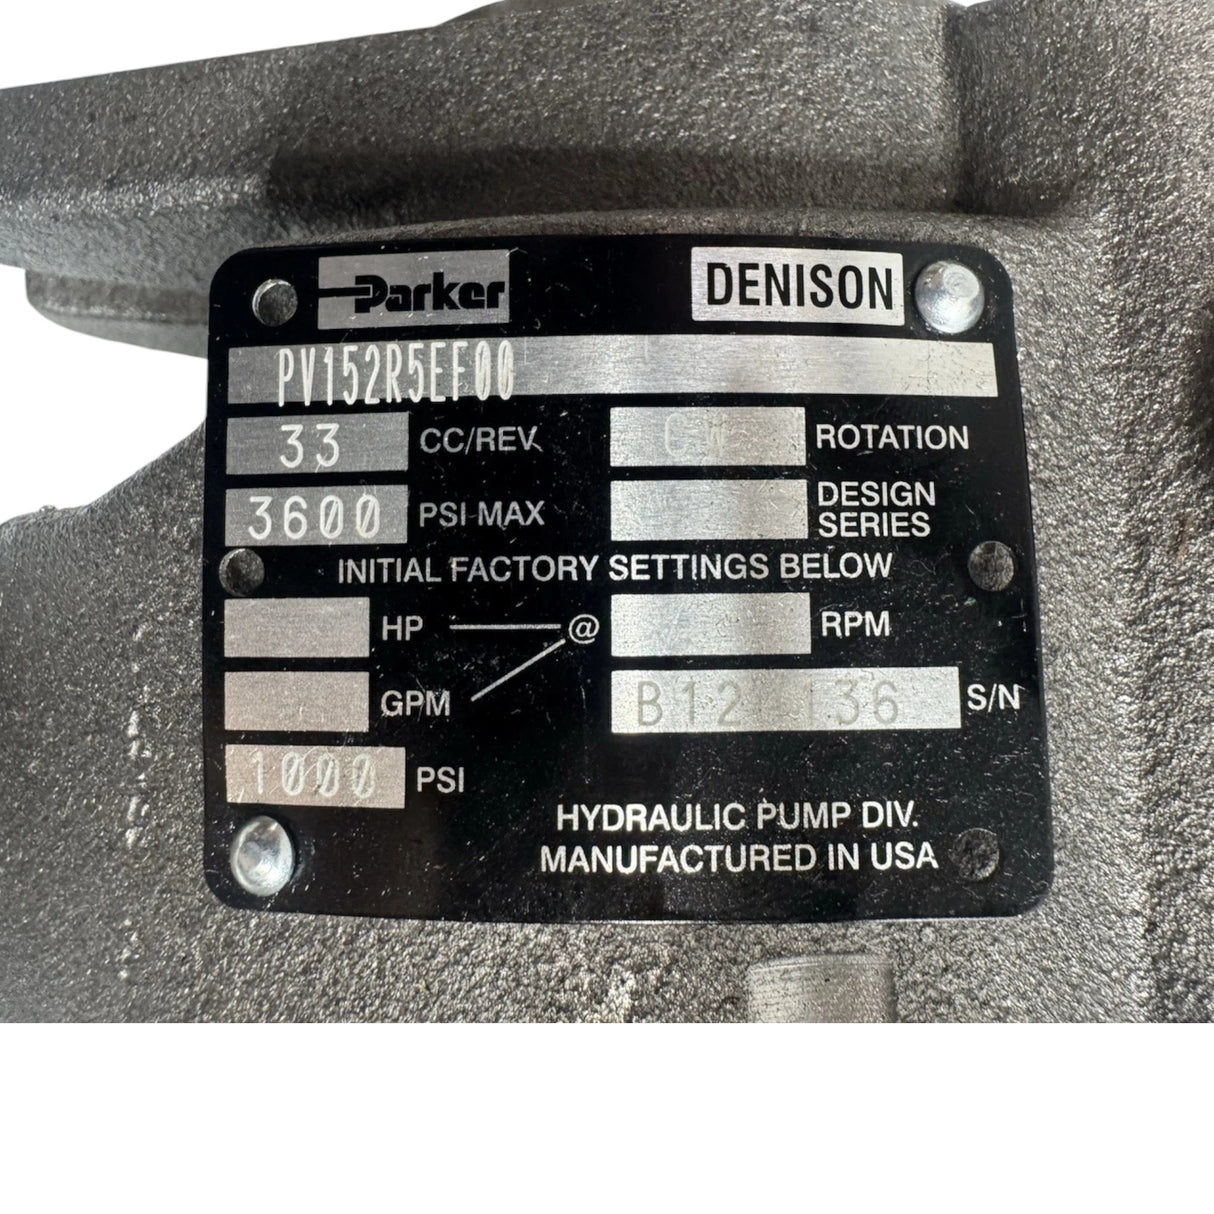 Parker DENISON
PV152R5EF00
33 CC/REV. CW ROTATION
3600 PSI MAX DESIGN SERIES
INITIAL FACTORY SETTINGS BELOW
HP @ RPM
GPM S/N
1000 PSI
HYDRAULIC PUMP DIV.
MANUFACTURED IN USA